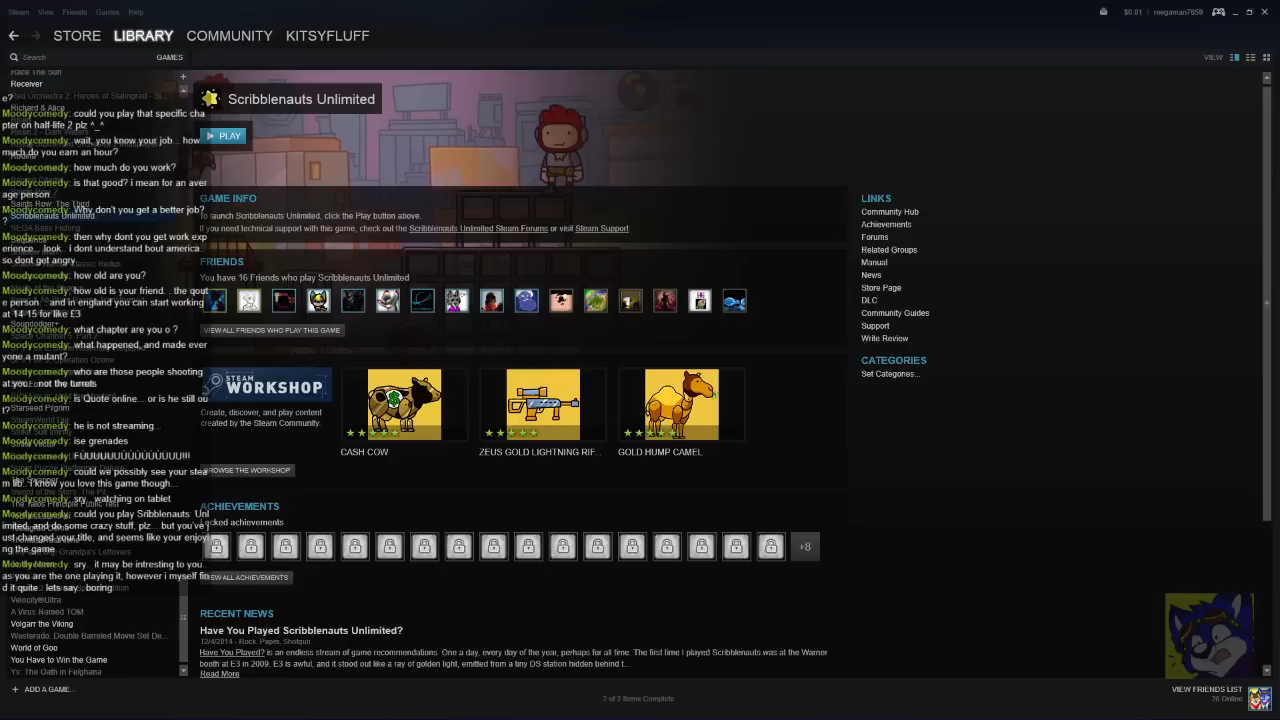 Steam View Friends Games Help
$0.01 megaman7659
STORE LIBRARY COMMUNITY KITSYFLUFF
Search GAMES
VIEW
Race The Sun
Receiver
Richard & Alice
Saints Row: The Third
Scribblenauts Unlimited
SEGA Bass Fishing
Soundodger+
Starseed Pilgrim
Velocity®Ultra
A Virus Named TOM
Volgarr the Viking
Westerado: Double Barreled Move Set De...
World of Goo
You Have to Win the Game
Ys: The Oath in Felghana
+ ADD A GAME...
e?
Moodycomedy: could you play that specific cha
pter on half-life 2 plz ^_^
Moodycomedy: wait, you know your job... how
much do you earn an hour?
Moodycomedy: how much do you work?
Moodycomedy: is that good? i mean for an aver
age person
Moodycomedy: Why don't you get a better job?
?
Moodycomedy: then why dont you get work exp
erience... look.. i dont understand bout america...
so dont get angry
Moodycomedy: how old are you?
Moodycomedy: how old is your friend.. . the qout
e person. and in england you can start working
at 14-15 for like £3
Moodycomedy: what chapter are you o ?
Moodycomedy: what happened, and made ever
yone a mutant?
Moodycomedy: who are those people shooting
at you.. not the turrets
Moodycomedy: is Quote online... or is he still ou
t?
Moodycomedy: he is not streaming...
Moodycomedy: ise grenades
Moodycomedy: could we possibly see your stea
m lib.. i know you love this game though...
Moodycomedy: sry.. watching on tablet
Moodycomedy: could you play Sribblenauts: Unl
imited, and do some crazy stuff, plz... but you've j
ust changed your title, and seems like your enjoyi
ng the game
Moodycomedy: sry.. it may be intresting to you..
as you are the one playing it, however i myself fin
d it quite.. lets say.. boring
Scribblenauts Unlimited
PLAY
GAME INFO
To launch Scribblenauts Unlimited, click the Play button above.
If you need technical support with this game, check out the Scribblenauts Unlimited Steam Forums or visit Steam Support
FRIENDS
You have 16 Friends who play Scribblenauts Unlimited
VIEW ALL FRIENDS WHO PLAY THIS GAME
STEAM WORKSHOP
Create, discover, and play content
created by the Steam Community.
CASH COW
ZEUS GOLD LIGHTNING RIF...
GOLD HUMP CAMEL
BROWSE THE WORKSHOP
ACHIEVEMENTS
Locked achievements
+8
VIEW ALL ACHIEVEMENTS
RECENT NEWS
Have You Played Scribblenauts Unlimited?
12/4/2014 - Rock, Paper, Shotgun
Have You Played? is an endless stream of game recommendations. One a day, every day of the year, perhaps for all time. The first time I played Scribblenauts was at the Warner
booth at E3 in 2009. E3 is awful, and it stood out like a ray of golden light, emitted from a tiny DS station hidden behind t...
Read More
LINKS
Community Hub
Achievements
Forums
Related Groups
Manual
News
Store Page
DLC
Community Guides
Support
Write Review
CATEGORIES
Set Categories...
2 of 2 Items Complete
VIEW FRIENDS LIST
26 Online